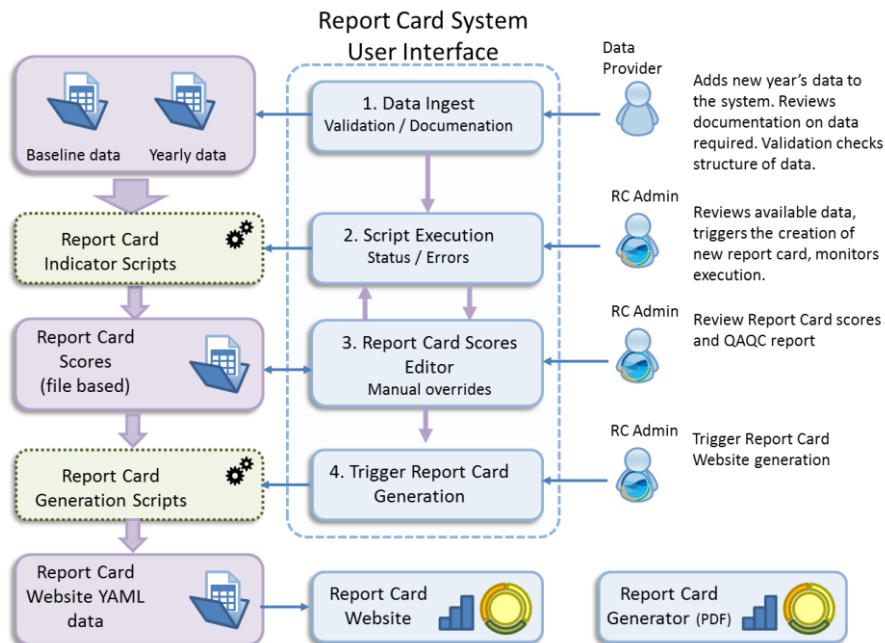 Report Card System
User Interface
Data
Provider
Adds new year's data to
the system. Reviews
documentation on data
required. Validation checks
structure of data.
1. Data Ingest
Validation / Documenation
Baseline data
Yearly data
RC Admin
Reviews available data,
triggers the creation of
new report card, monitors
execution.
2. Script Execution
Status / Errors
Report Card
Indicator Scripts
RC Admin
Review Report Card scores
and QAQC report
3. Report Card Scores
Editor
Manual overrides
Report Card
Scores
(file based)
RC Admin
Trigger Report Card
Website generation
4. Trigger Report Card
Generation
Report Card
Generation Scripts
Report Card
Website YAML
data
Report Card
Website
Report Card
Generator (PDF)